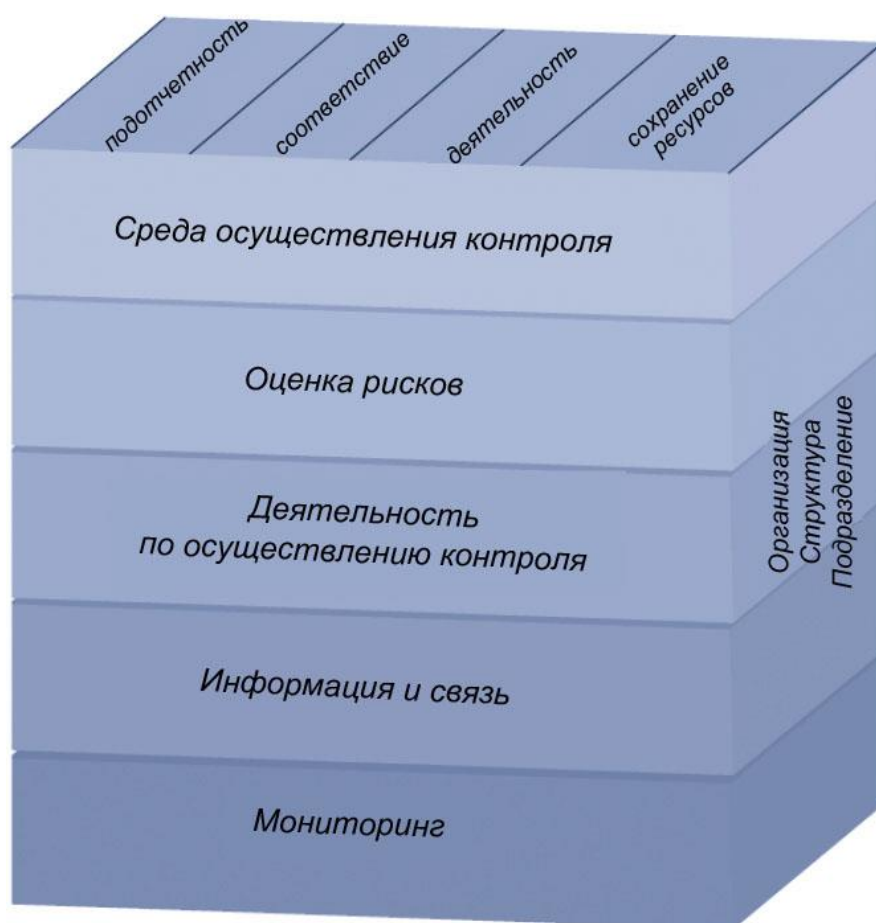 подотчетность
соответствие
деятельность
сохранение
ресурсов
Среда осуществления контроля
Оценка рисков
Деятельность
по осуществлению контроля
Информация и связь
Мониторинг
Организация
Структура
Подразделение